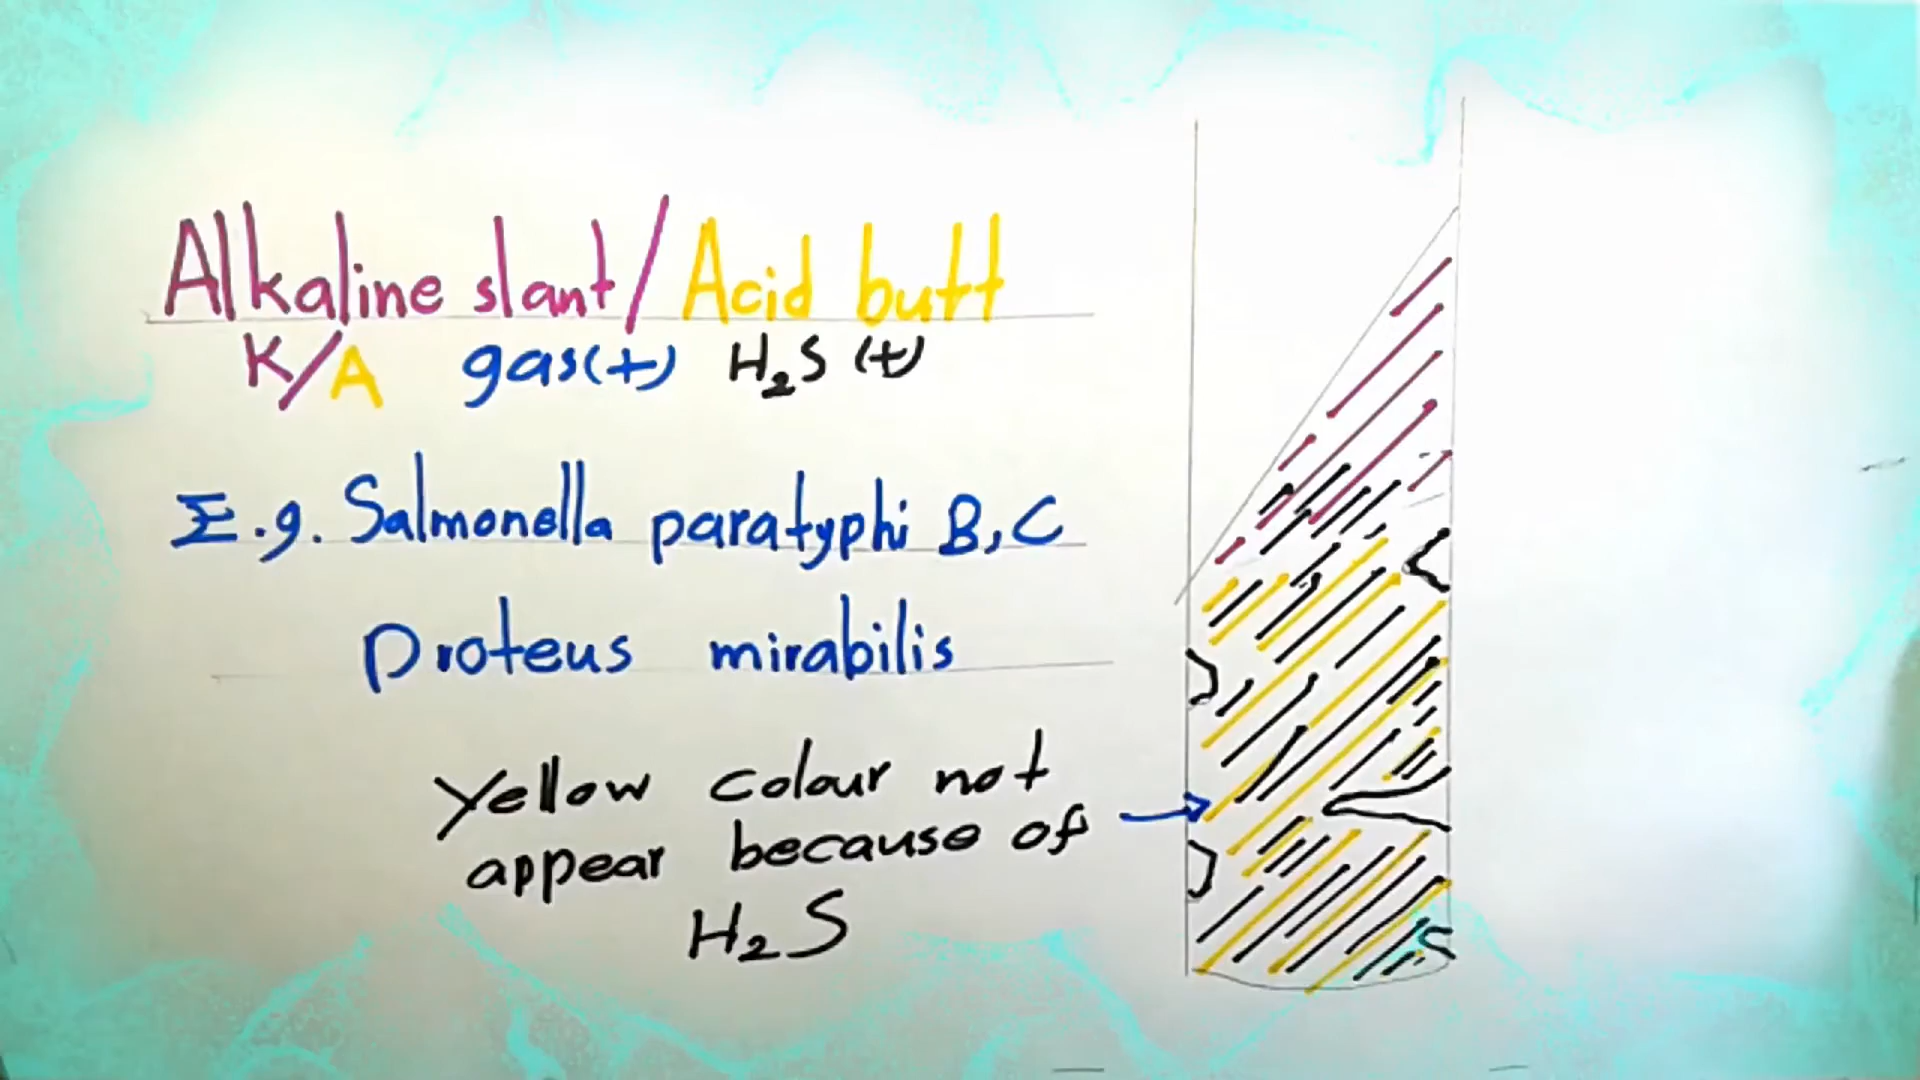 Alkaline slant/Acid butt
K/A gas(+) H₂S (+)
E.g. Salmonella paratyphi B,C
Proteus mirabilis
Yellow colour not
appear because of
H₂S